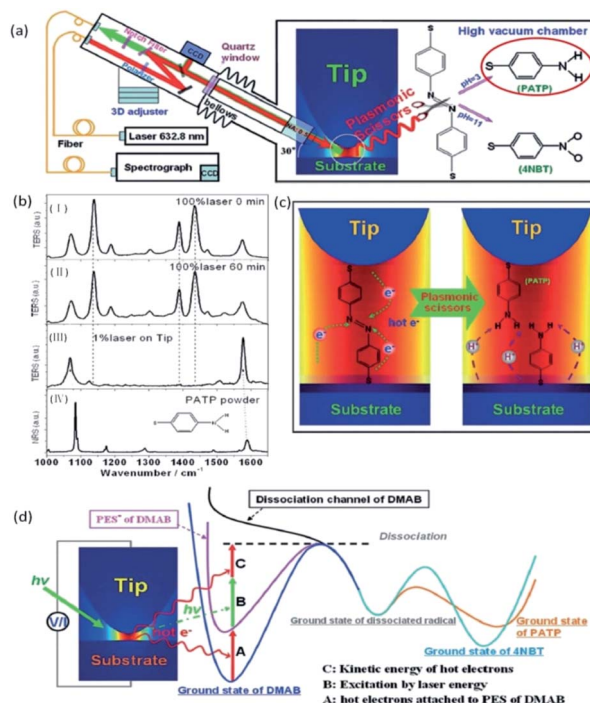 (a)
Notch Filter
Polarizer
CCD
Quartz
window
bellows
3D adjuster
Fiber
Laser 632.8 nm
Spectrograph
CCD
30°
Tip
Substrate
Plasmonic
Scissors
High vacuum chamber
S
N
N
S
pH=3
pH=11
S
N
H
H
(PATP)
S
N
O
O
(4NBT)
(b)
TERS (a.u.)
( I )
100%laser 0 min
TERS (a.u.)
(II)
100%laser 60 min
TERS (a.u.)
(III)
1%laser on Tip
NRS (a.u.)
(IV)
PATP powder
S
N
H
H
1000 1100 1200 1300 1400 1500 1600
Wavenumber / cm⁻¹
(c)
Tip
S
e⁻
hot e⁻
e⁻
e⁻
S
Substrate
Plasmonic
scissors
Tip
S
(PATP)
N
H H H H
N
H⁺
H⁺
H⁺
S
Substrate
(d)
hν
V/I
Tip
hot e⁻
Substrate
hν
PES⁻ of DMAB
Dissociation channel of DMAB
Dissociation
C
B
A
Ground state of DMAB
Ground state of dissociated radical
Ground state of 4NBT
Ground state
of PATP
C: Kinetic energy of hot electrons
B: Excitation by laser energy
A: hot electrons attached to PES of DMAB